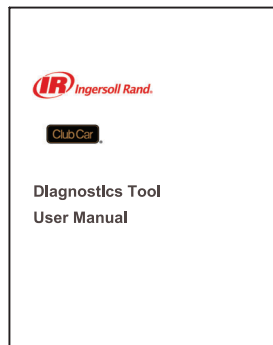 IR Ingersoll Rand.
Club Car.
Diagnostics Tool
User Manual